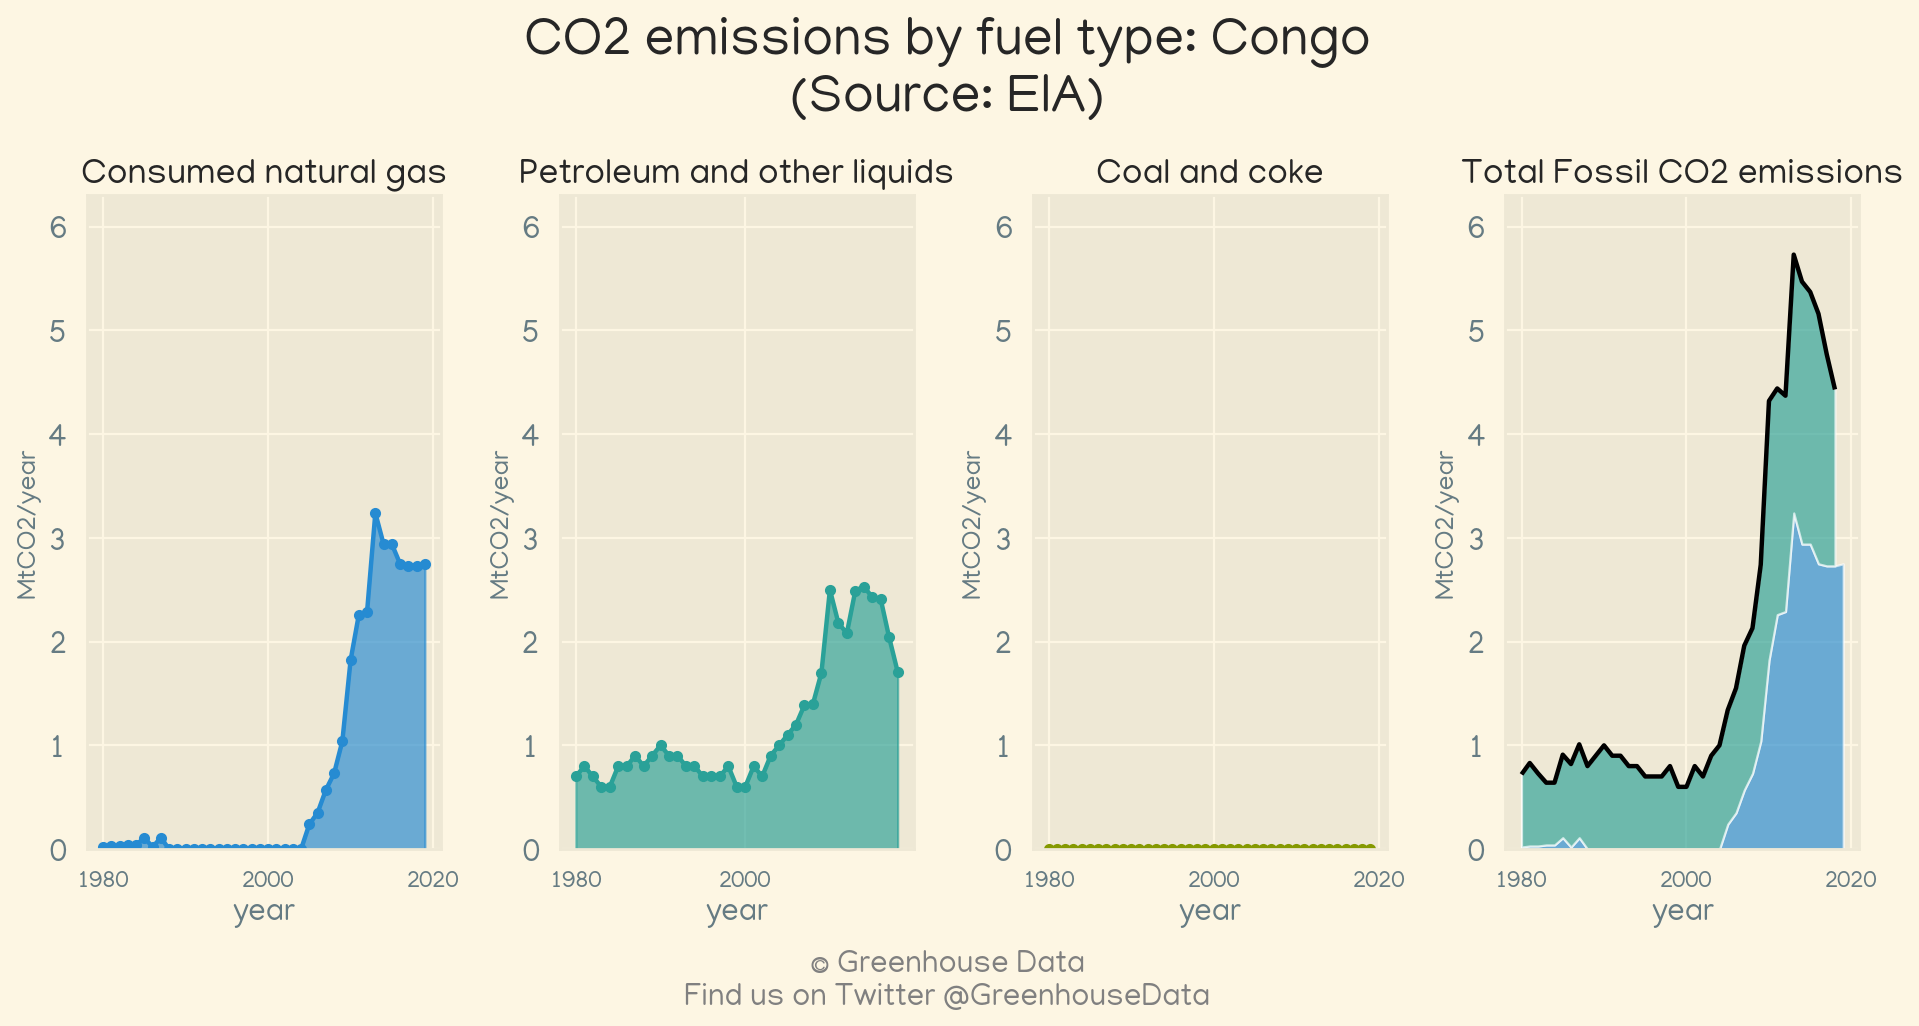 CO2 emissions by fuel type: Congo
(Source: EIA)
Consumed natural gas
Petroleum and other liquids
Coal and coke
Total Fossil CO2 emissions
MtCO2/year
6
5
4
3
2
1
0
1980
2000
2020
year
MtCO2/year
6
5
4
3
2
1
0
1980
2000
year
MtCO2/year
6
5
4
3
2
1
0
1980
2000
2020
year
MtCO2/year
6
5
4
3
2
1
0
1980
2000
2020
year
© Greenhouse Data
Find us on Twitter @GreenhouseData